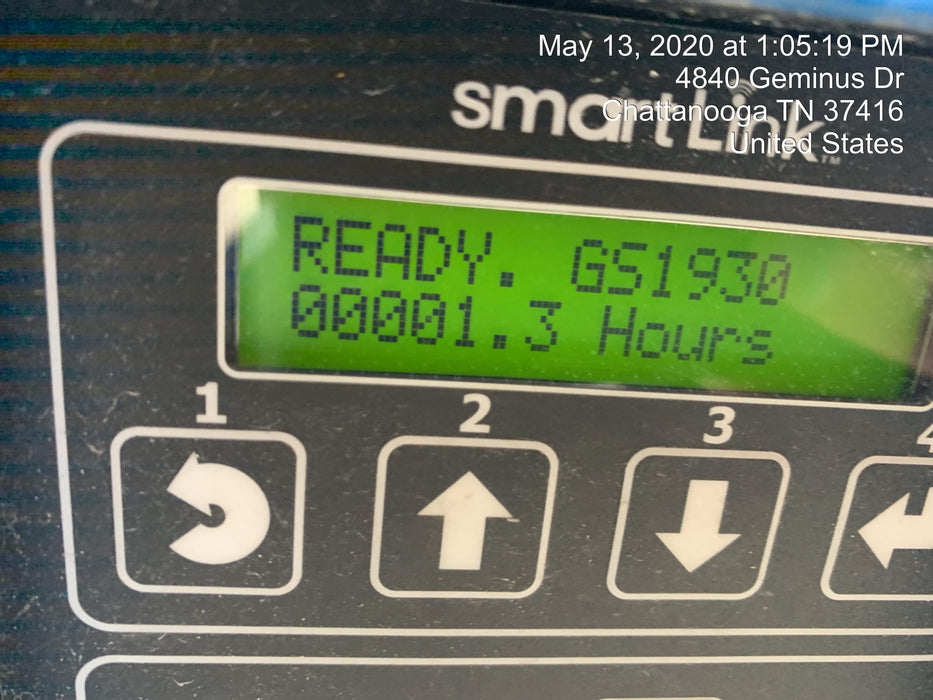 May 13, 2020 at 1:05:19 PM
4840 Geminus Dr
Chattanooga TN 37416
United States
smartLink™
READY. GS1930
00001.3 Hours
1 2 3 4